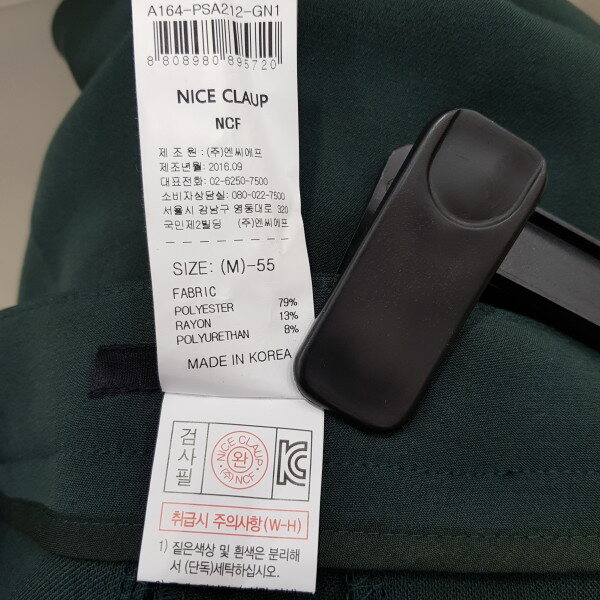 A164-PSA212-GN1
8 808980 895720
NICE CLAUP
NCF
제 조 원 : (주)엔씨에프
제조년월: 2016.09
대표전화: 02-6250-7500
소비자상담실: 080-022-7500
서울시 강남구 영동대로 320
국민제2빌딩 (주)엔씨에프
SIZE: (M)-55
FABRIC
POLYESTER 79%
RAYON 13%
POLYURETHAN 8%
MADE IN KOREA
검사필
NICE CLAUP
완
(주)NCF
KC
취급시 주의사항(W-H)
1) 짙은색상 및 흰색은 분리해
서 (단독)세탁하십시오.